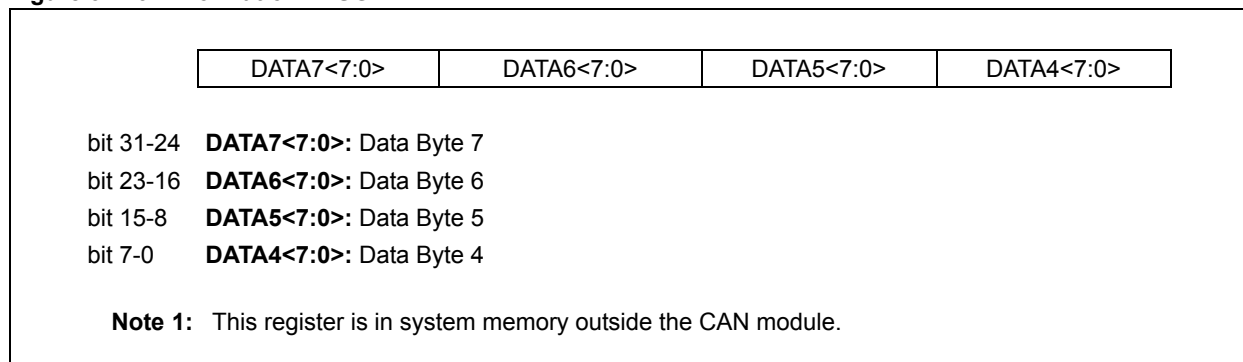 DATA7<7:0> DATA6<7:0> DATA5<7:0> DATA4<7:0>
bit 31-24 DATA7<7:0>: Data Byte 7
bit 23-16 DATA6<7:0>: Data Byte 6
bit 15-8 DATA5<7:0>: Data Byte 5
bit 7-0 DATA4<7:0>: Data Byte 4
Note 1: This register is in system memory outside the CAN module.